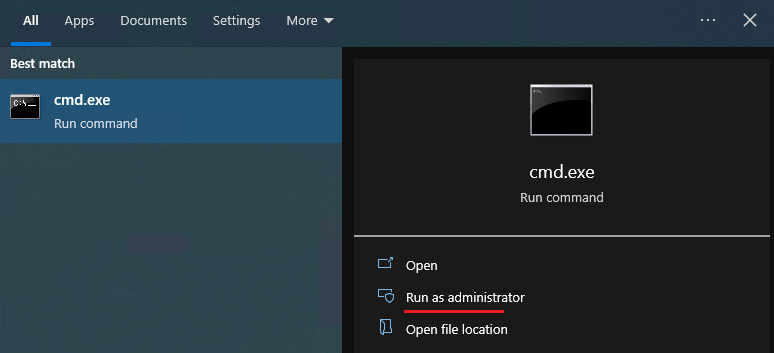 All Apps Documents Settings More
Best match
cmd.exe
Run command
cmd.exe
Run command
Open
Run as administrator
Open file location